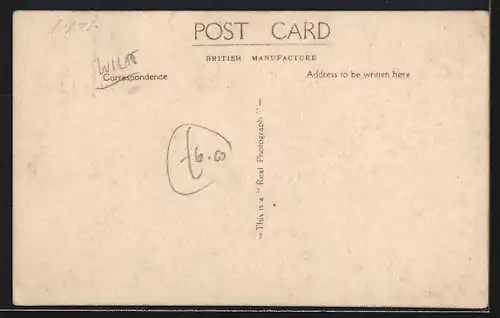 POST CARD
BRITISH MANUFACTURE
WILTS
Correspondence
Address to be written here
£6.00
—This is a "Real Photograph"—